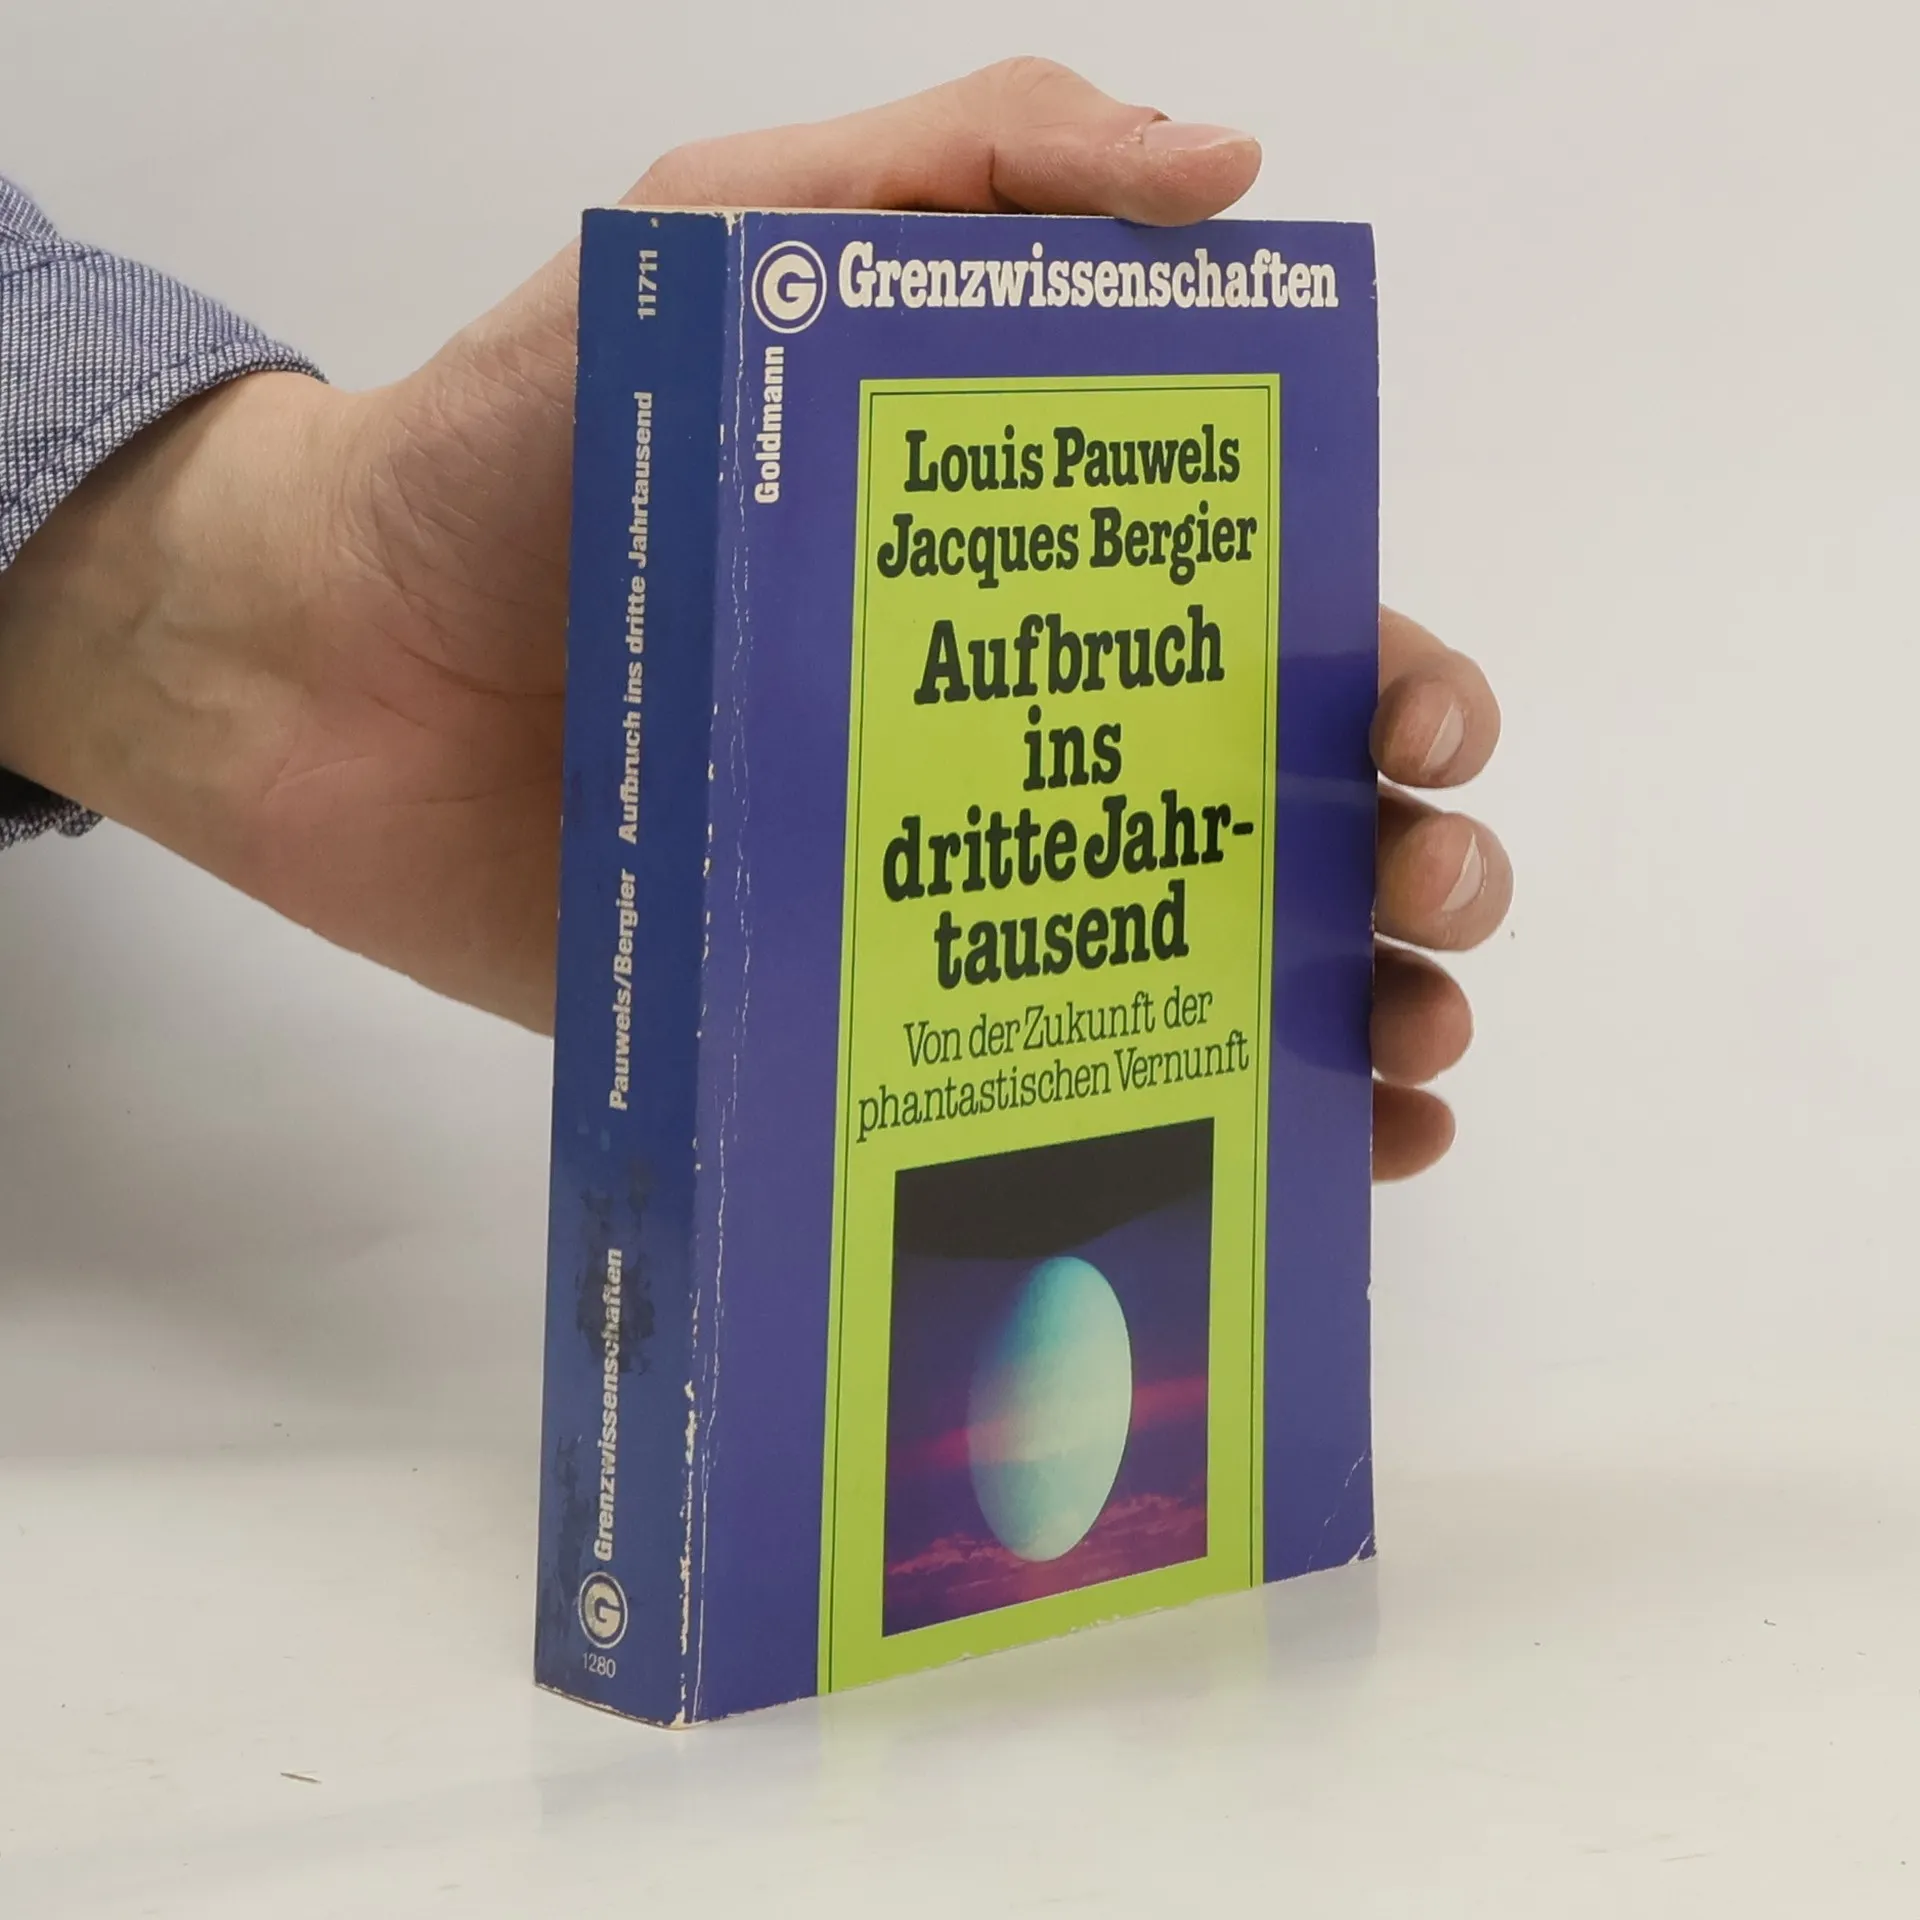 11711
Pauwels/Bergier Aufbruch ins dritte Jahrtausend
Grenzwissenschaften
G
1280
G Grenzwissenschaften
Goldmann
Louis Pauwels
Jacques Bergier
Aufbruch
ins
dritte Jahr-
tausend
Von der Zukunft der
phantastischen Vernunft